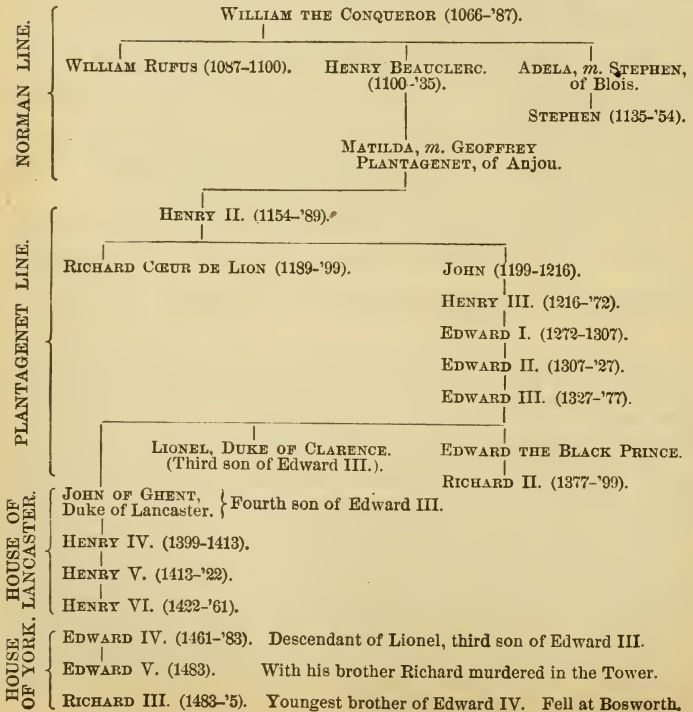 WILLIAM THE CONQUEROR (1066-'87).
NORMAN LINE.
WILLIAM RUFUS (1087-1100). HENRY BEAUCLERC. ADELA, m. STEPHEN,
(1100-'35). of Blois.
STEPHEN (1135-'54).
MATILDA, m. GEOFFREY
PLANTAGENET, of Anjou.
PLANTAGENET LINE.
HENRY II. (1154-'89).
RICHARD CŒUR DE LION (1189-'99). JOHN (1199-1216).
HENRY III. (1216-'72).
EDWARD I. (1272-1307).
EDWARD II. (1307-'27).
EDWARD III. (1327-'77).
LIONEL, DUKE OF CLARENCE. EDWARD THE BLACK PRINCE.
(Third son of Edward III.).
RICHARD II. (1377-'99).
HOUSE OF LANCASTER.
JOHN OF GHENT,
Duke of Lancaster. } Fourth son of Edward III.
HENRY IV. (1399-1413).
HENRY V. (1413-'22).
HENRY VI. (1422-'61).
HOUSE OF YORK.
EDWARD IV. (1461-'83). Descendant of Lionel, third son of Edward III.
EDWARD V. (1483). With his brother Richard murdered in the Tower.
RICHARD III. (1483-'5). Youngest brother of Edward IV. Fell at Bosworth.